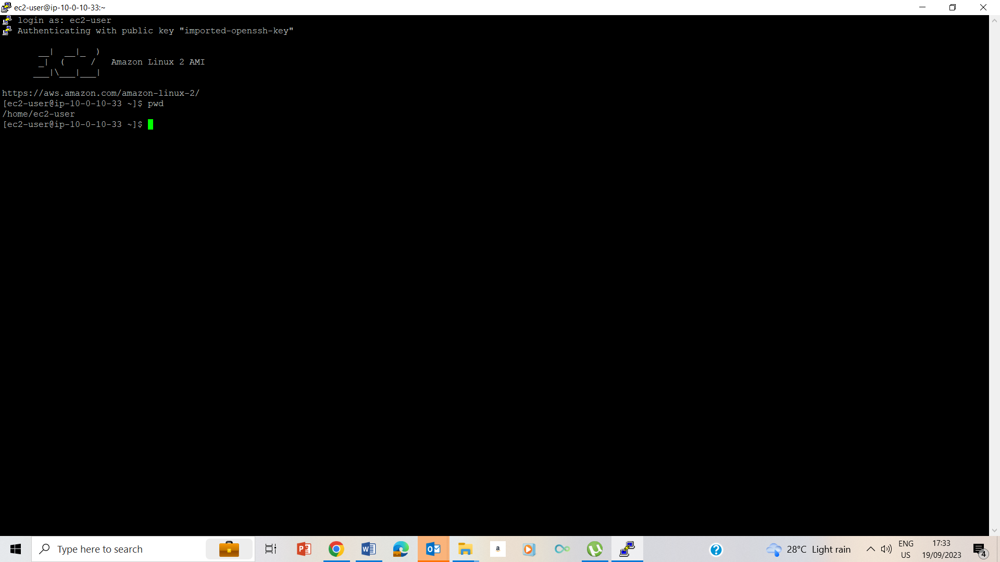 ec2-user@ip-10-0-10-33:~
login as: ec2-user
Authenticating with public key "imported-openssh-key"
       __|  __|_  )
       _|  (     /   Amazon Linux 2 AMI
      ___|\___|___|
https://aws.amazon.com/amazon-linux-2/
[ec2-user@ip-10-0-10-33 ~]$ pwd
/home/ec2-user
[ec2-user@ip-10-0-10-33 ~]$
Type here to search
a
28°C Light rain
ENG
US
17:33
19/09/2023
4